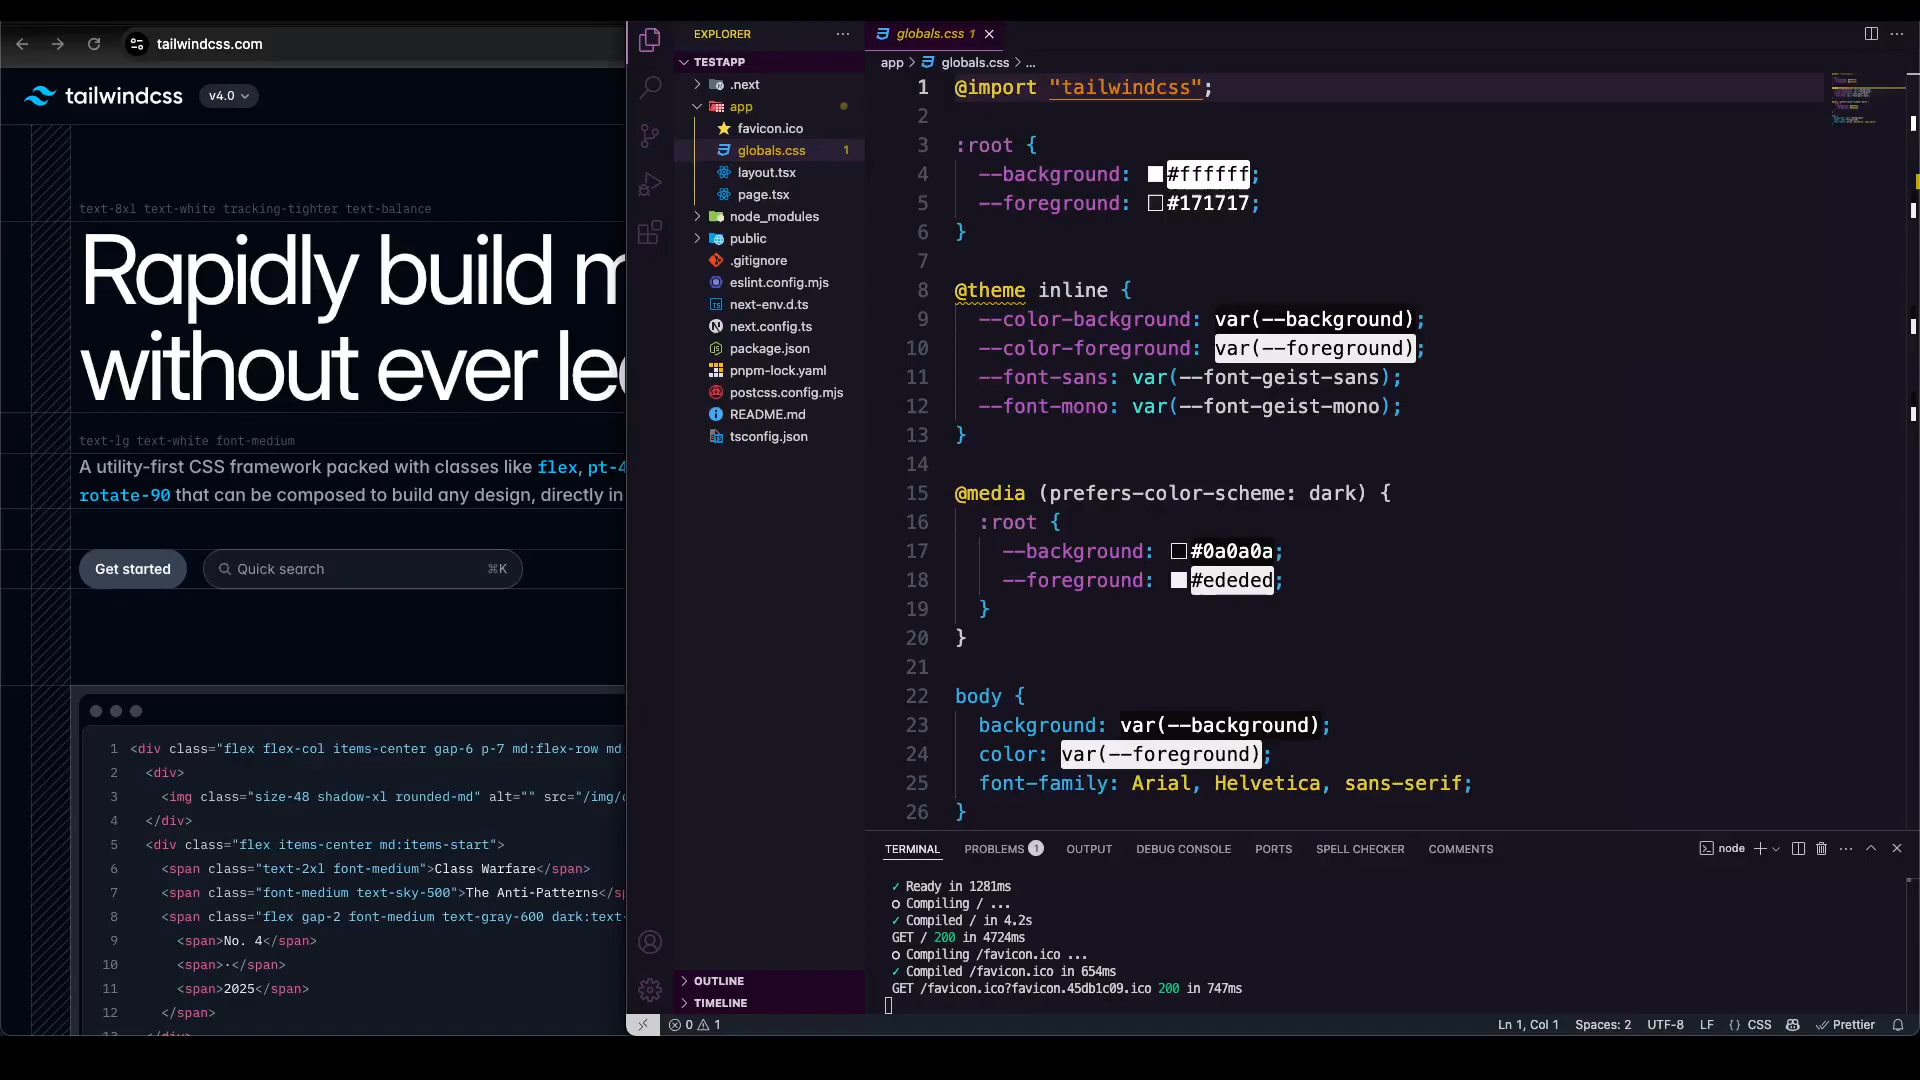 tailwindcss.com
tailwindcss v4.0
text-8xl text-white tracking-tighter text-balance
Rapidly build
without ever
text-lg text-white font-medium
A utility-first CSS framework packed with classes like flex, pt-4
rotate-90 that can be composed to build any design, directly in
Get started
Quick search ⌘K
1 <div class="flex flex-col items-center gap-6 p-7 md:flex-row md:
2 <div>
3 <img class="size-48 shadow-xl rounded-md" alt="" src="/img/
4 </div>
5 <div class="flex items-center md:items-start">
6 <span class="text-2xl font-medium">Class Warfare</span>
7 <span class="font-medium text-sky-500">The Anti-Patterns</sp
8 <span class="flex gap-2 font-medium text-gray-600 dark:text-
9 <span>No. 4</span>
10 <span>·</span>
11 <span>2025</span>
12 </span>
EXPLORER
TESTAPP
.next
app
favicon.ico
globals.css 1
layout.tsx
page.tsx
node_modules
public
.gitignore
eslint.config.mjs
next-env.d.ts
next.config.ts
package.json
pnpm-lock.yaml
postcss.config.mjs
README.md
tsconfig.json
OUTLINE
TIMELINE
globals.css 1
app > globals.css > ...
1 @import "tailwindcss";
2
3 :root {
4 --background: #ffffff;
5 --foreground: #171717;
6 }
7
8 @theme inline {
9 --color-background: var(--background);
10 --color-foreground: var(--foreground);
11 --font-sans: var(--font-geist-sans);
12 --font-mono: var(--font-geist-mono);
13 }
14
15 @media (prefers-color-scheme: dark) {
16 :root {
17 --background: #0a0a0a;
18 --foreground: #ededed;
19 }
20 }
21
22 body {
23 background: var(--background);
24 color: var(--foreground);
25 font-family: Arial, Helvetica, sans-serif;
26 }
TERMINAL PROBLEMS 1 OUTPUT DEBUG CONSOLE PORTS SPELL CHECKER COMMENTS node
✓ Ready in 1281ms
○ Compiling / ...
✓ Compiled / in 4.2s
GET / 200 in 4724ms
○ Compiling /favicon.ico ...
✓ Compiled /favicon.ico in 654ms
GET /favicon.ico?favicon.45db1c09.ico 200 in 747ms
0 1 Ln 1, Col 1 Spaces: 2 UTF-8 LF {} CSS Prettier